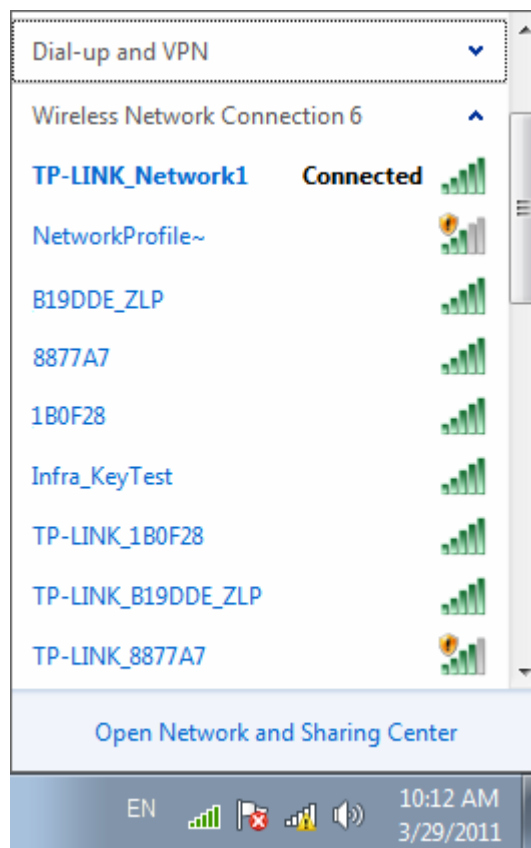 Dial-up and VPN
Wireless Network Connection 6
TP-LINK_Network1 Connected
NetworkProfile~
B19DDE_ZLP
8877A7
1B0F28
Infra_KeyTest
TP-LINK_1B0F28
TP-LINK_B19DDE_ZLP
TP-LINK_8877A7
Open Network and Sharing Center
EN
10:12 AM
3/29/2011